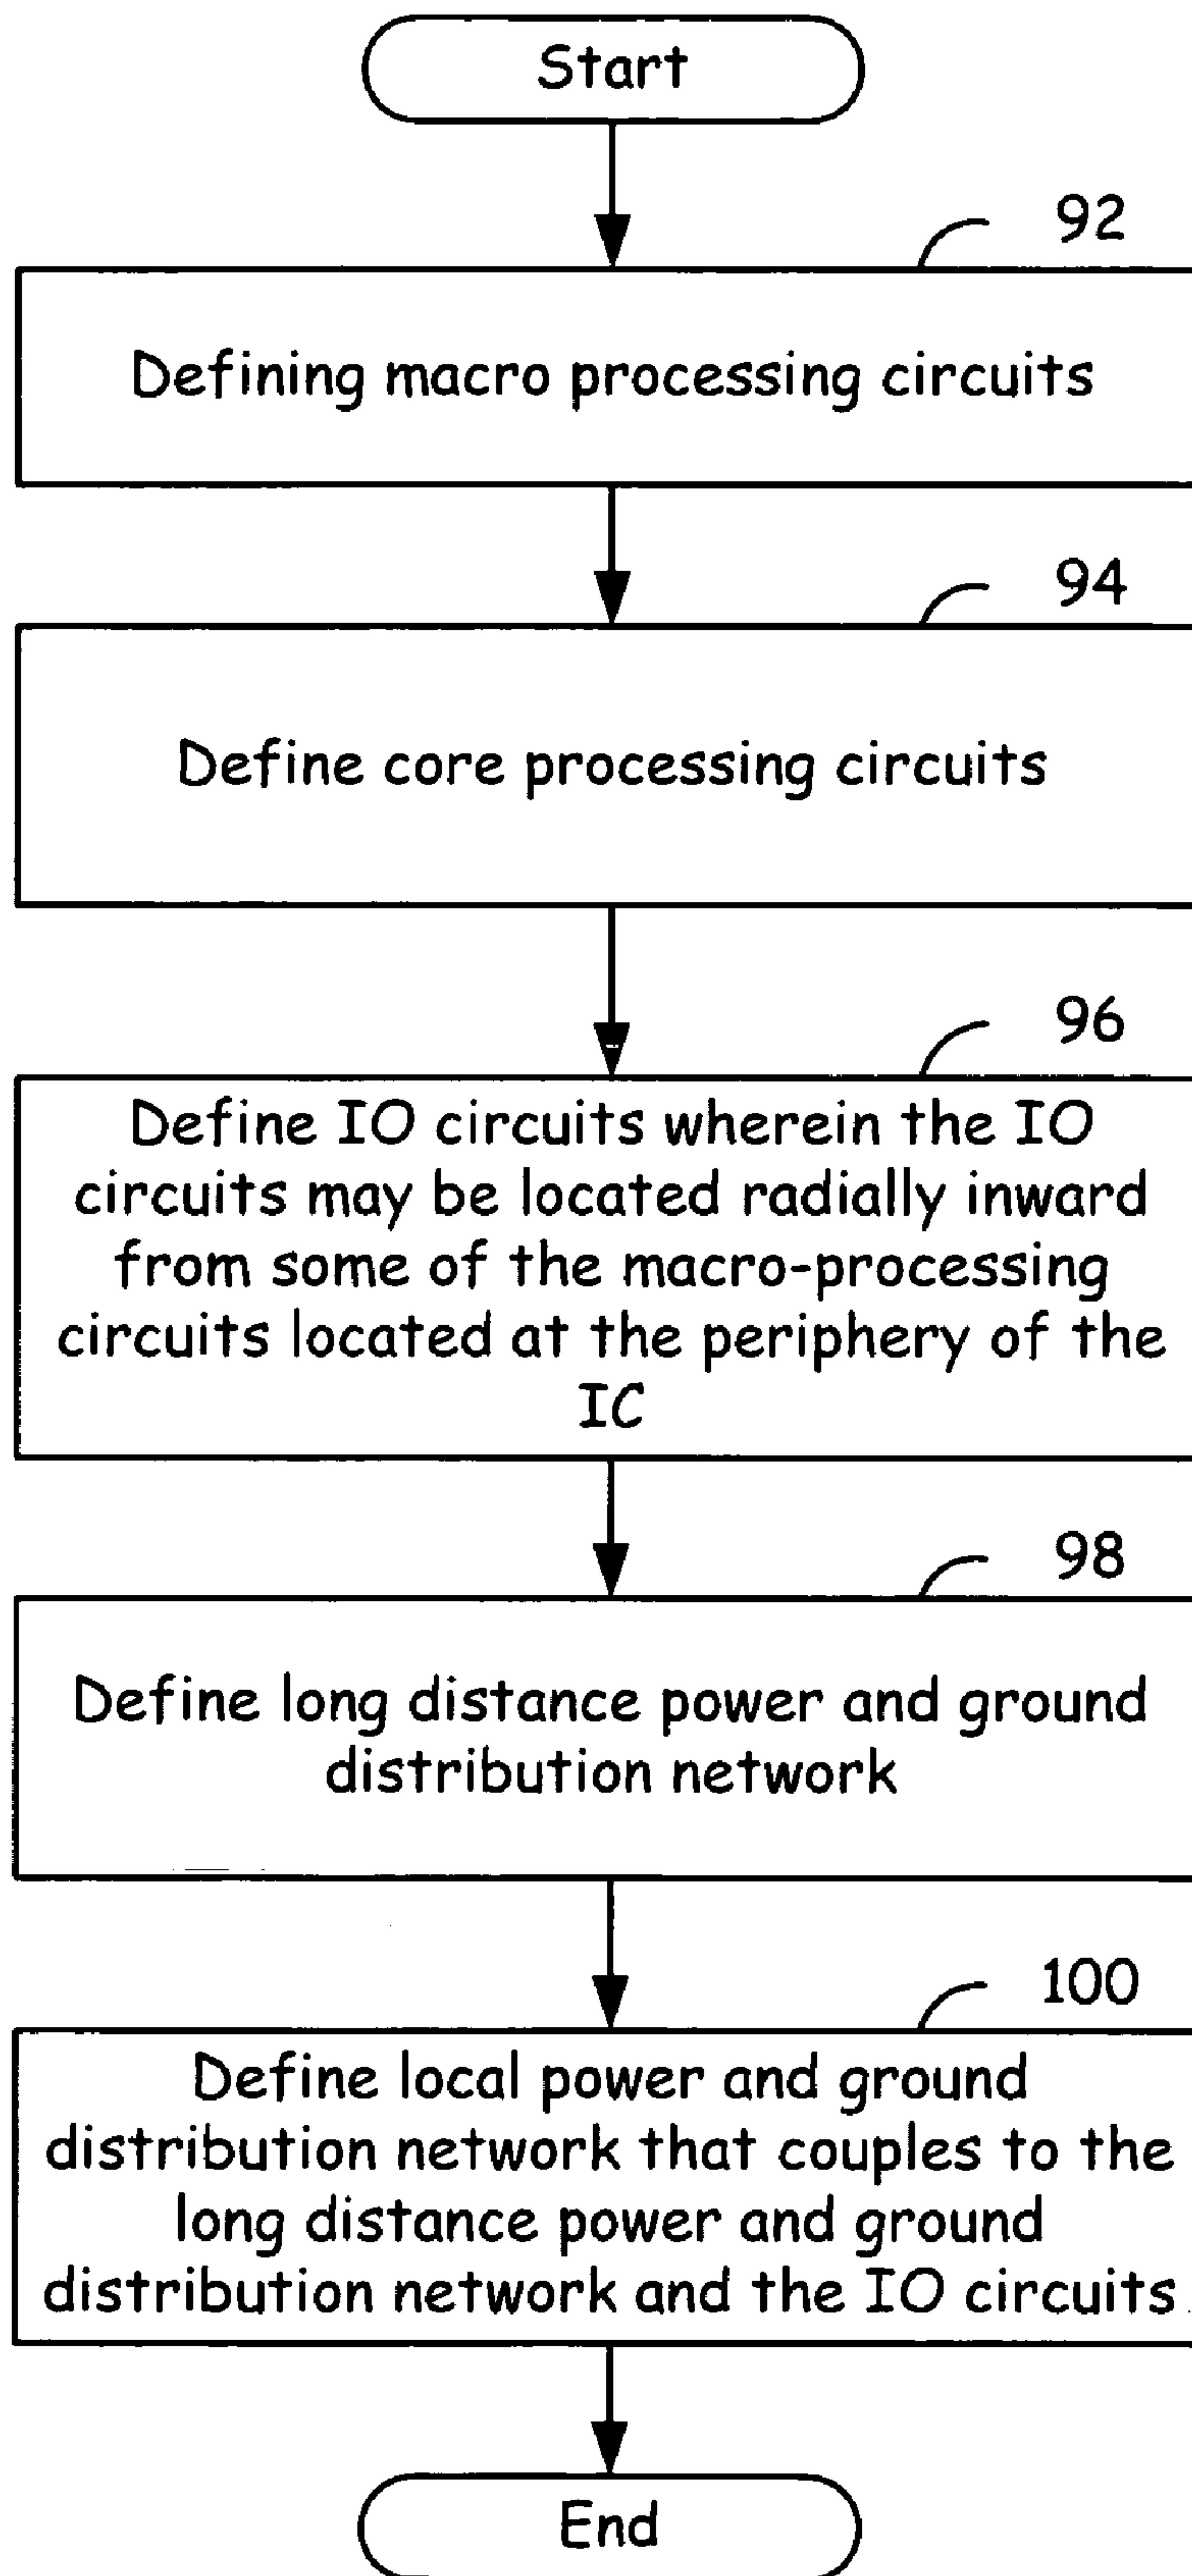 Start
92
Defining macro processing circuits
94
Define core processing circuits
96
Define IO circuits wherein the IO
circuits may be located radially inward
from some of the macro-processing
circuits located at the periphery of the
IC
98
Define long distance power and ground
distribution network
100
Define local power and ground
distribution network that couples to the
long distance power and ground
distribution network and the IO circuits
End